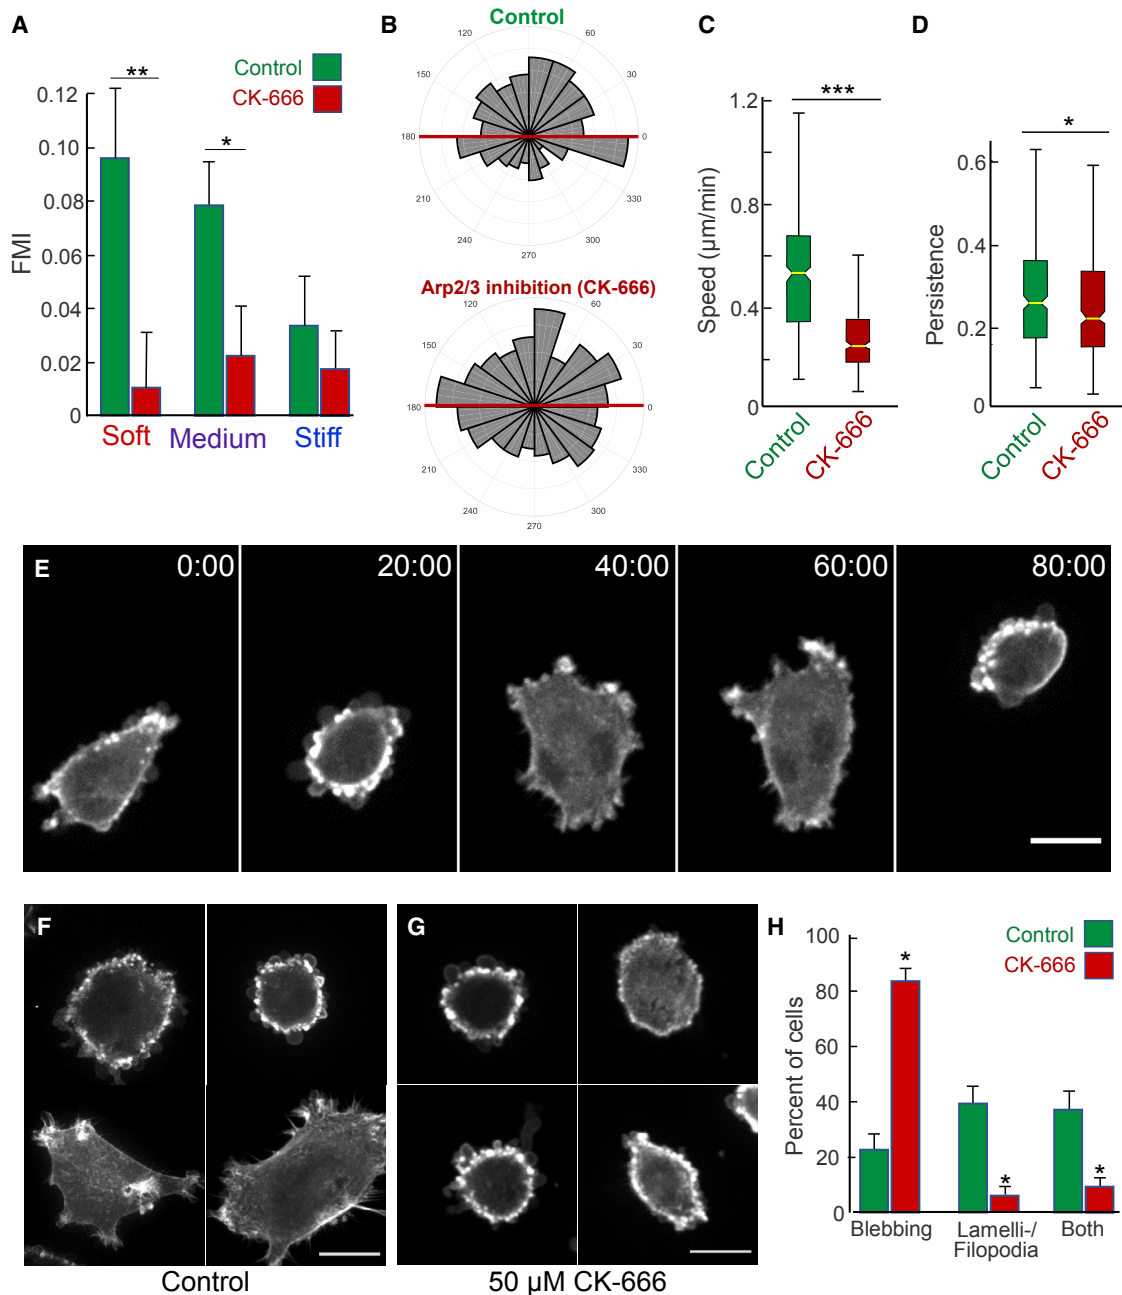 A
Control
CK-666
**
*
0.12
0.10
0.08
0.06
0.04
0.02
0
FMI
Soft
Medium
Stiff
B
Control
120
60
150
30
180
0
210
330
240
300
270
Arp2/3 inhibition (CK-666)
120
60
150
30
180
0
210
330
240
300
270
C
***
1.2
0.8
0.4
0
Speed (µm/min)
Control
CK-666
D
*
0.6
0.4
0.2
0
Persistence
Control
CK-666
E
0:00
20:00
40:00
60:00
80:00
F
Control
G
50 µM CK-666
H
Control
CK-666
100
80
60
40
20
0
Percent of cells
*
*
*
Blebbing
Lamelli-/
Filopodia
Both